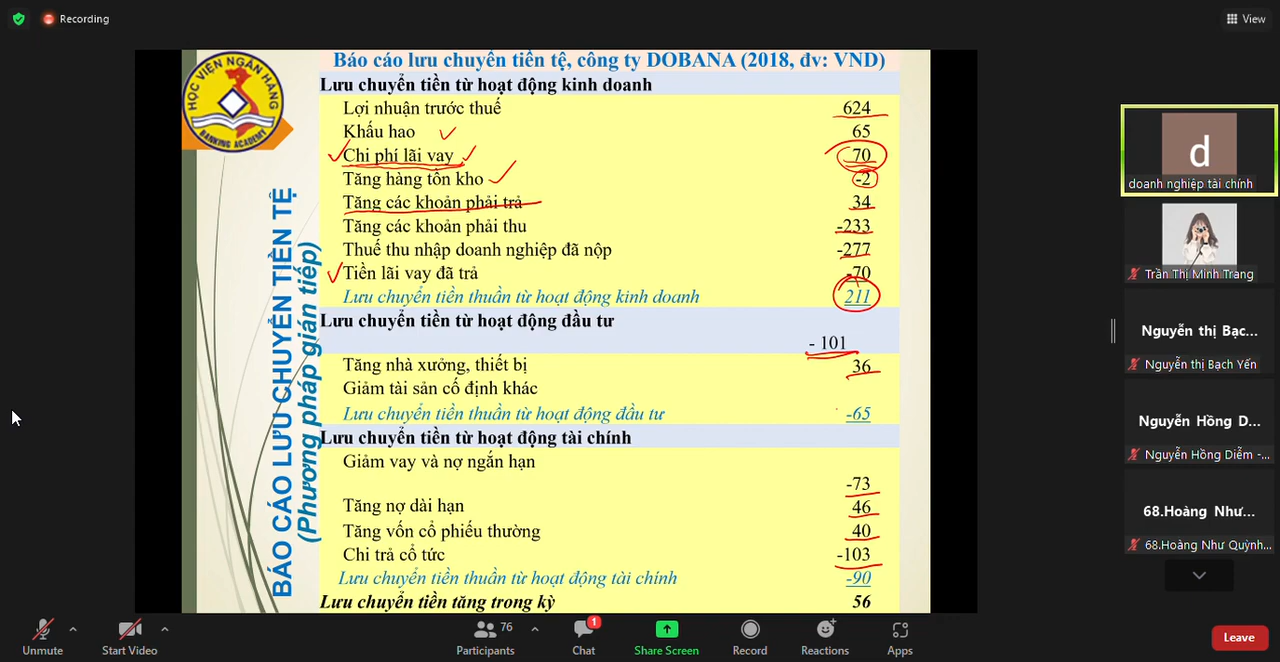 Recording
View
HỌC VIỆN NGÂN HÀNG
BANKING ACADEMY
BÁO CÁO LƯU CHUYỂN TIỀN TỆ
(Phương pháp gián tiếp)
Báo cáo lưu chuyển tiền tệ, công ty DOBANA (2018, đv: VND)
Lưu chuyển tiền từ hoạt động kinh doanh
Lợi nhuận trước thuế 624
Khấu hao 65
Chi phí lãi vay 70
Tăng hàng tồn kho -2
Tăng các khoản phải trả 34
Tăng các khoản phải thu -233
Thuế thu nhập doanh nghiệp đã nộp -277
Tiền lãi vay đã trả -70
Lưu chuyển tiền thuần từ hoạt động kinh doanh 211
Lưu chuyển tiền từ hoạt động đầu tư
- 101
Tăng nhà xưởng, thiết bị 36
Giảm tài sản cố định khác
Lưu chuyển tiền thuần từ hoạt động đầu tư -65
Lưu chuyển tiền từ hoạt động tài chính
Giảm vay và nợ ngắn hạn
-73
Tăng nợ dài hạn 46
Tăng vốn cổ phiếu thường 40
Chi trả cổ tức -103
Lưu chuyển tiền thuần từ hoạt động tài chính -90
Lưu chuyển tiền tăng trong kỳ 56
d
doanh nghiệp tài chính
Trần Thị Minh Trang
Nguyễn thị Bạc...
Nguyễn thị Bạch Yến
Nguyễn Hồng D...
Nguyễn Hồng Diễm -...
68.Hoàng Như...
68.Hoàng Như Quỳnh...
Unmute
Start Video
76
Participants
1
Chat
Share Screen
Record
Reactions
Apps
Leave